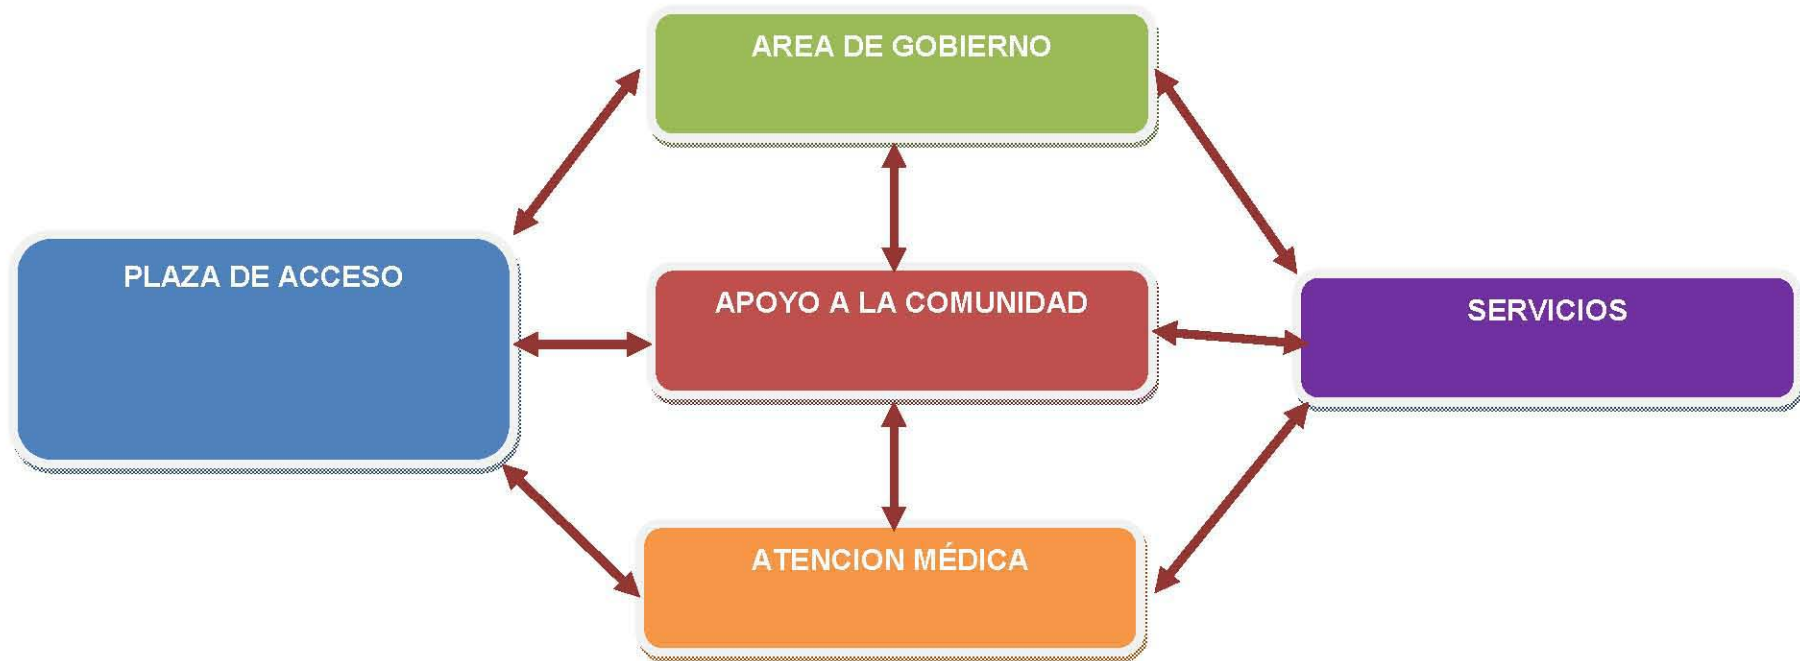 AREA DE GOBIERNO
PLAZA DE ACCESO
APOYO A LA COMUNIDAD
SERVICIOS
ATENCION MÉDICA